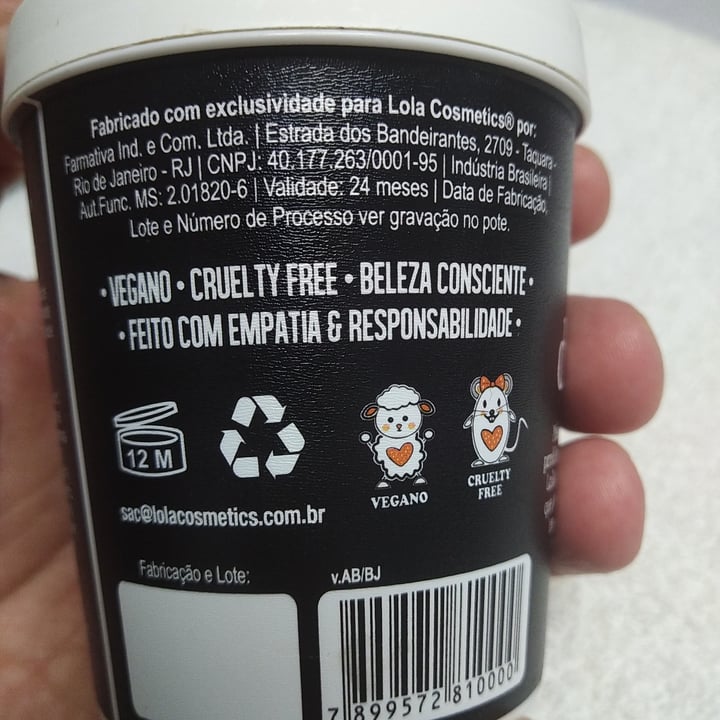 Fabricado com exclusividade para Lola Cosmetics® por:
Farmativa Ind. e Com. Ltda. | Estrada dos Bandeirantes, 2709 - Taquara -
Rio de Janeiro - RJ | CNPJ: 40.177.263/0001-95 | Indústria Brasileira |
Aut.Func. MS: 2.01820-6 | Validade: 24 meses | Data de Fabricação,
Lote e Número de Processo ver gravação no pote.
• VEGANO • CRUELTY FREE • BELEZA CONSCIENTE •
• FEITO COM EMPATIA & RESPONSABILIDADE •
12 M
VEGANO
CRUELTY
FREE
sac@lolacosmetics.com.br
Fabricação e Lote:
v.AB/BJ
7 899572 810000